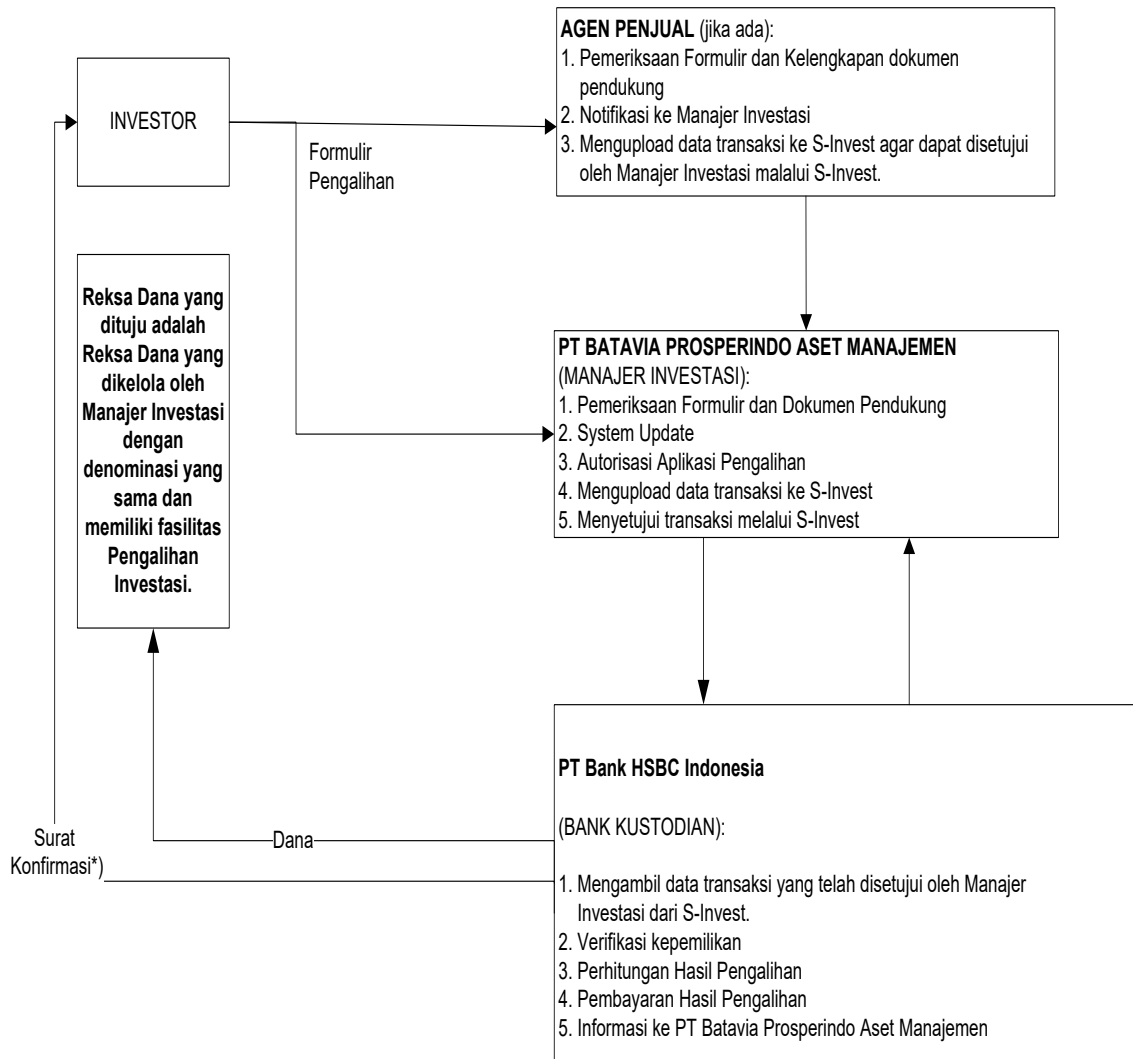 AGEN PENJUAL (jika ada):
1. Pemeriksaan Formulir dan Kelengkapan dokumen
pendukung
2. Notifikasi ke Manajer Investasi
3. Mengupload data transaksi ke S-Invest agar dapat disetujui
oleh Manajer Investasi malalui S-Invest.
INVESTOR
Formulir
Pengalihan
Reksa Dana yang
dituju adalah
Reksa Dana yang
dikelola oleh
Manajer Investasi
dengan
denominasi yang
sama dan
memiliki fasilitas
Pengalihan
Investasi.
PT BATAVIA PROSPERINDO ASET MANAJEMEN
(MANAJER INVESTASI):
1. Pemeriksaan Formulir dan Dokumen Pendukung
2. System Update
3. Autorisasi Aplikasi Pengalihan
4. Mengupload data transaksi ke S-Invest
5. Menyetujui transaksi melalui S-Invest
Surat
Konfirmasi*)
Dana
PT Bank HSBC Indonesia
(BANK KUSTODIAN):
1. Mengambil data transaksi yang telah disetujui oleh Manajer
Investasi dari S-Invest.
2. Verifikasi kepemilikan
3. Perhitungan Hasil Pengalihan
4. Pembayaran Hasil Pengalihan
5. Informasi ke PT Batavia Prosperindo Aset Manajemen